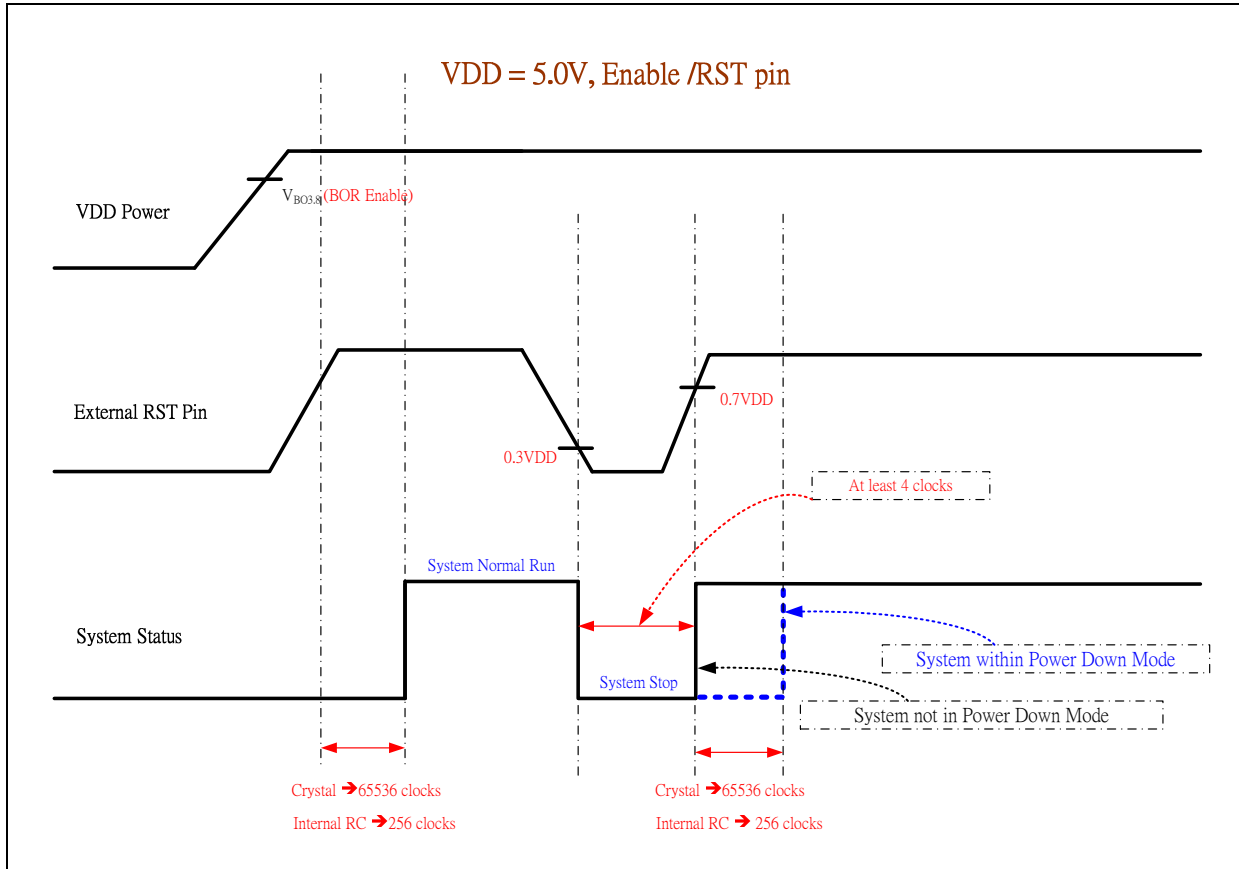 VDD = 5.0V, Enable /RST pin
VBO3.8 (BOR Enable)
VDD Power
External RST Pin
0.7VDD
0.3VDD
At least 4 clocks
System Normal Run
System Status
System within Power Down Mode
System Stop
System not in Power Down Mode
Crystal ➔65536 clocks
Internal RC ➔256 clocks
Crystal ➔65536 clocks
Internal RC ➔ 256 clocks